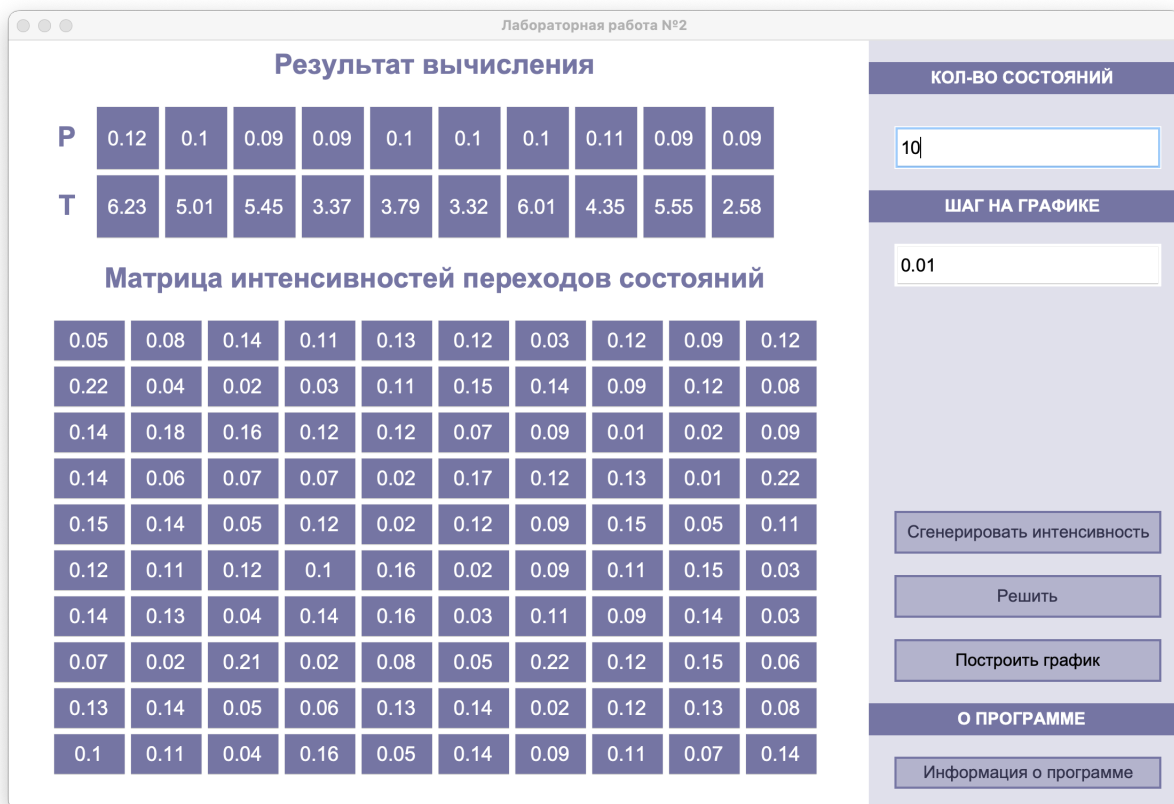 Лабораторная работа №2
Результат вычисления
P 0.12 0.1 0.09 0.09 0.1 0.1 0.1 0.11 0.09 0.09
T 6.23 5.01 5.45 3.37 3.79 3.32 6.01 4.35 5.55 2.58
Матрица интенсивностей переходов состояний
0.05 0.08 0.14 0.11 0.13 0.12 0.03 0.12 0.09 0.12
0.22 0.04 0.02 0.03 0.11 0.15 0.14 0.09 0.12 0.08
0.14 0.18 0.16 0.12 0.12 0.07 0.09 0.01 0.02 0.09
0.14 0.06 0.07 0.07 0.02 0.17 0.12 0.13 0.01 0.22
0.15 0.14 0.05 0.12 0.02 0.12 0.09 0.15 0.05 0.11
0.12 0.11 0.12 0.1 0.16 0.02 0.09 0.11 0.15 0.03
0.14 0.13 0.04 0.14 0.16 0.03 0.11 0.09 0.14 0.03
0.07 0.02 0.21 0.02 0.08 0.05 0.22 0.12 0.15 0.06
0.13 0.14 0.05 0.06 0.13 0.14 0.02 0.12 0.13 0.08
0.1 0.11 0.04 0.16 0.05 0.14 0.09 0.11 0.07 0.14
КОЛ-ВО СОСТОЯНИЙ
10
ШАГ НА ГРАФИКЕ
0.01
Сгенерировать интенсивность
Решить
Построить график
О ПРОГРАММЕ
Информация о программе